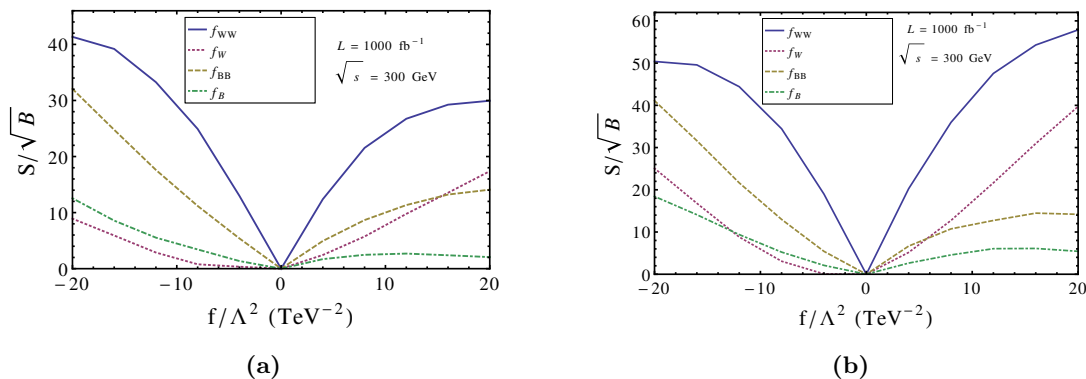 f_WW
f_W
f_BB
f_B
L = 1000 fb⁻¹
√s = 300 GeV
S/√B
40
30
20
10
0
−20
−10
0
10
20
f/Λ² (TeV⁻²)
(a)
f_WW
f_W
f_BB
f_B
L = 1000 fb⁻¹
√s = 300 GeV
S/√B
60
50
40
30
20
10
0
−20
−10
0
10
20
f/Λ² (TeV⁻²)
(b)